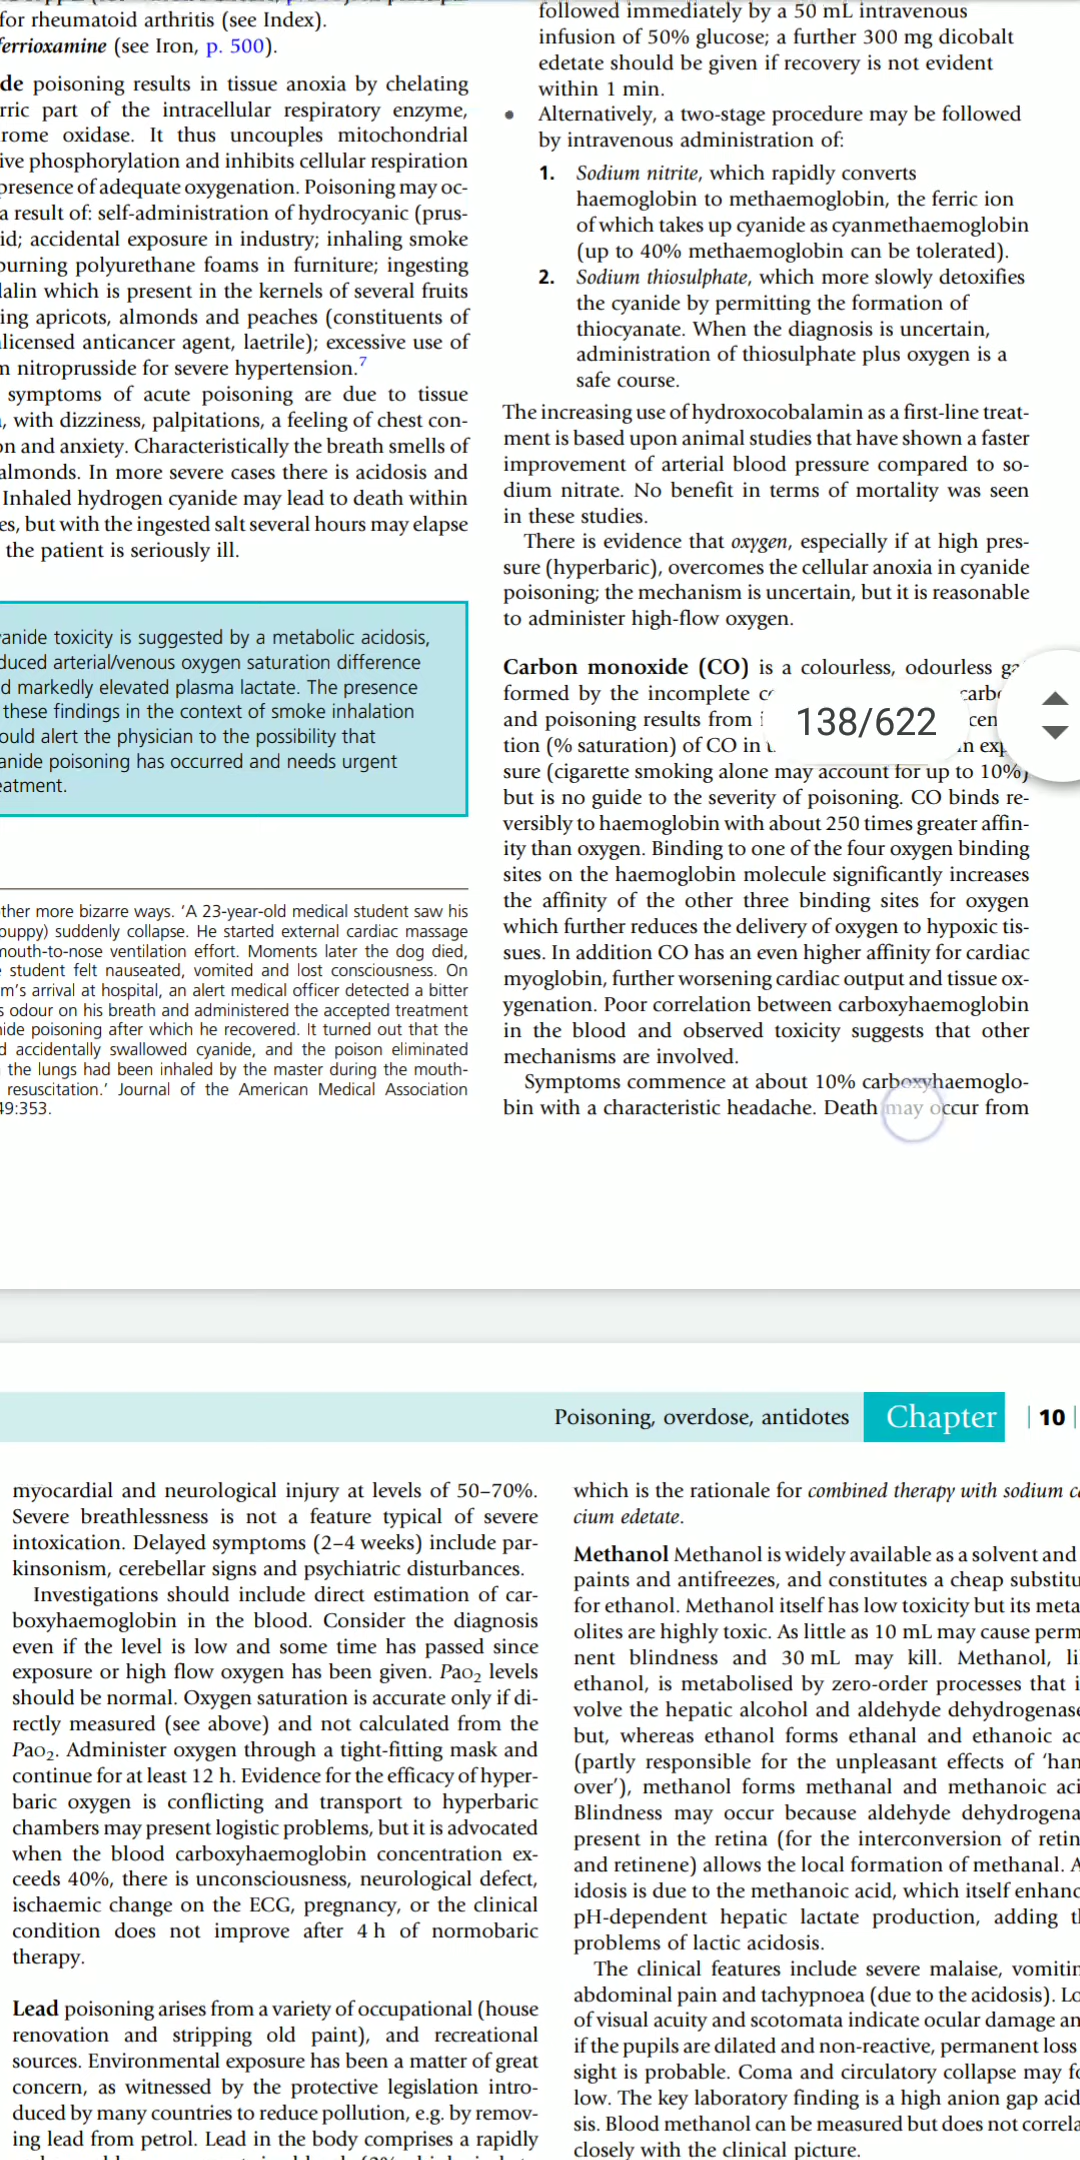 for rheumatoid arthritis (see Index).
ferrioxamine (see Iron, p. 500).
de poisoning results in tissue anoxia by chelating
rric part of the intracellular respiratory enzyme,
rome oxidase. It thus uncouples mitochondrial
ive phosphorylation and inhibits cellular respiration
presence of adequate oxygenation. Poisoning may oc-
a result of: self-administration of hydrocyanic (prus-
id; accidental exposure in industry; inhaling smoke
burning polyurethane foams in furniture; ingesting
lalin which is present in the kernels of several fruits
ing apricots, almonds and peaches (constituents of
licensed anticancer agent, laetrile); excessive use of
m nitroprusside for severe hypertension.7
symptoms of acute poisoning are due to tissue
, with dizziness, palpitations, a feeling of chest con-
on and anxiety. Characteristically the breath smells of
almonds. In more severe cases there is acidosis and
Inhaled hydrogen cyanide may lead to death within
es, but with the ingested salt several hours may elapse
the patient is seriously ill.
yanide toxicity is suggested by a metabolic acidosis,
duced arterial/venous oxygen saturation difference
d markedly elevated plasma lactate. The presence
these findings in the context of smoke inhalation
ould alert the physician to the possibility that
anide poisoning has occurred and needs urgent
eatment.
ther more bizarre ways. 'A 23-year-old medical student saw his
puppy) suddenly collapse. He started external cardiac massage
mouth-to-nose ventilation effort. Moments later the dog died,
e student felt nauseated, vomited and lost consciousness. On
m's arrival at hospital, an alert medical officer detected a bitter
s odour on his breath and administered the accepted treatment
nide poisoning after which he recovered. It turned out that the
d accidentally swallowed cyanide, and the poison eliminated
the lungs had been inhaled by the master during the mouth-
resuscitation.' Journal of the American Medical Association
49:353.
followed immediately by a 50 mL intravenous
infusion of 50% glucose; a further 300 mg dicobalt
edetate should be given if recovery is not evident
within 1 min.
• Alternatively, a two-stage procedure may be followed
by intravenous administration of:
1. Sodium nitrite, which rapidly converts
haemoglobin to methaemoglobin, the ferric ion
of which takes up cyanide as cyanmethaemoglobin
(up to 40% methaemoglobin can be tolerated).
2. Sodium thiosulphate, which more slowly detoxifies
the cyanide by permitting the formation of
thiocyanate. When the diagnosis is uncertain,
administration of thiosulphate plus oxygen is a
safe course.
The increasing use of hydroxocobalamin as a first-line treat-
ment is based upon animal studies that have shown a faster
improvement of arterial blood pressure compared to so-
dium nitrate. No benefit in terms of mortality was seen
in these studies.
There is evidence that oxygen, especially if at high pres-
sure (hyperbaric), overcomes the cellular anoxia in cyanide
poisoning; the mechanism is uncertain, but it is reasonable
to administer high-flow oxygen.
Carbon monoxide (CO) is a colourless, odourless ga
formed by the incomplete c carb
and poisoning results from i cen
tion (% saturation) of CO in n exp
sure (cigarette smoking alone may account for up to 10%)
but is no guide to the severity of poisoning. CO binds re-
versibly to haemoglobin with about 250 times greater affin-
ity than oxygen. Binding to one of the four oxygen binding
sites on the haemoglobin molecule significantly increases
the affinity of the other three binding sites for oxygen
which further reduces the delivery of oxygen to hypoxic tis-
sues. In addition CO has an even higher affinity for cardiac
myoglobin, further worsening cardiac output and tissue ox-
ygenation. Poor correlation between carboxyhaemoglobin
in the blood and observed toxicity suggests that other
mechanisms are involved.
Symptoms commence at about 10% carboxyhaemoglo-
bin with a characteristic headache. Death may occur from
138/622
Poisoning, overdose, antidotes Chapter | 10 |
myocardial and neurological injury at levels of 50–70%.
Severe breathlessness is not a feature typical of severe
intoxication. Delayed symptoms (2–4 weeks) include par-
kinsonism, cerebellar signs and psychiatric disturbances.
Investigations should include direct estimation of car-
boxyhaemoglobin in the blood. Consider the diagnosis
even if the level is low and some time has passed since
exposure or high flow oxygen has been given. Pao2 levels
should be normal. Oxygen saturation is accurate only if di-
rectly measured (see above) and not calculated from the
Pao2. Administer oxygen through a tight-fitting mask and
continue for at least 12 h. Evidence for the efficacy of hyper-
baric oxygen is conflicting and transport to hyperbaric
chambers may present logistic problems, but it is advocated
when the blood carboxyhaemoglobin concentration ex-
ceeds 40%, there is unconsciousness, neurological defect,
ischaemic change on the ECG, pregnancy, or the clinical
condition does not improve after 4 h of normobaric
therapy.
Lead poisoning arises from a variety of occupational (house
renovation and stripping old paint), and recreational
sources. Environmental exposure has been a matter of great
concern, as witnessed by the protective legislation intro-
duced by many countries to reduce pollution, e.g. by remov-
ing lead from petrol. Lead in the body comprises a rapidly
which is the rationale for combined therapy with sodium ca
cium edetate.
Methanol Methanol is widely available as a solvent and
paints and antifreezes, and constitutes a cheap substitu
for ethanol. Methanol itself has low toxicity but its meta
olites are highly toxic. As little as 10 mL may cause perm
nent blindness and 30 mL may kill. Methanol, li
ethanol, is metabolised by zero-order processes that i
volve the hepatic alcohol and aldehyde dehydrogenase
but, whereas ethanol forms ethanal and ethanoic ac
(partly responsible for the unpleasant effects of 'han
over'), methanol forms methanal and methanoic aci
Blindness may occur because aldehyde dehydrogena
present in the retina (for the interconversion of retin
and retinene) allows the local formation of methanal. A
idosis is due to the methanoic acid, which itself enhanc
pH-dependent hepatic lactate production, adding t
problems of lactic acidosis.
The clinical features include severe malaise, vomitin
abdominal pain and tachypnoea (due to the acidosis). Lo
of visual acuity and scotomata indicate ocular damage an
if the pupils are dilated and non-reactive, permanent loss
sight is probable. Coma and circulatory collapse may fo
low. The key laboratory finding is a high anion gap acid
sis. Blood methanol can be measured but does not correla
closely with the clinical picture.